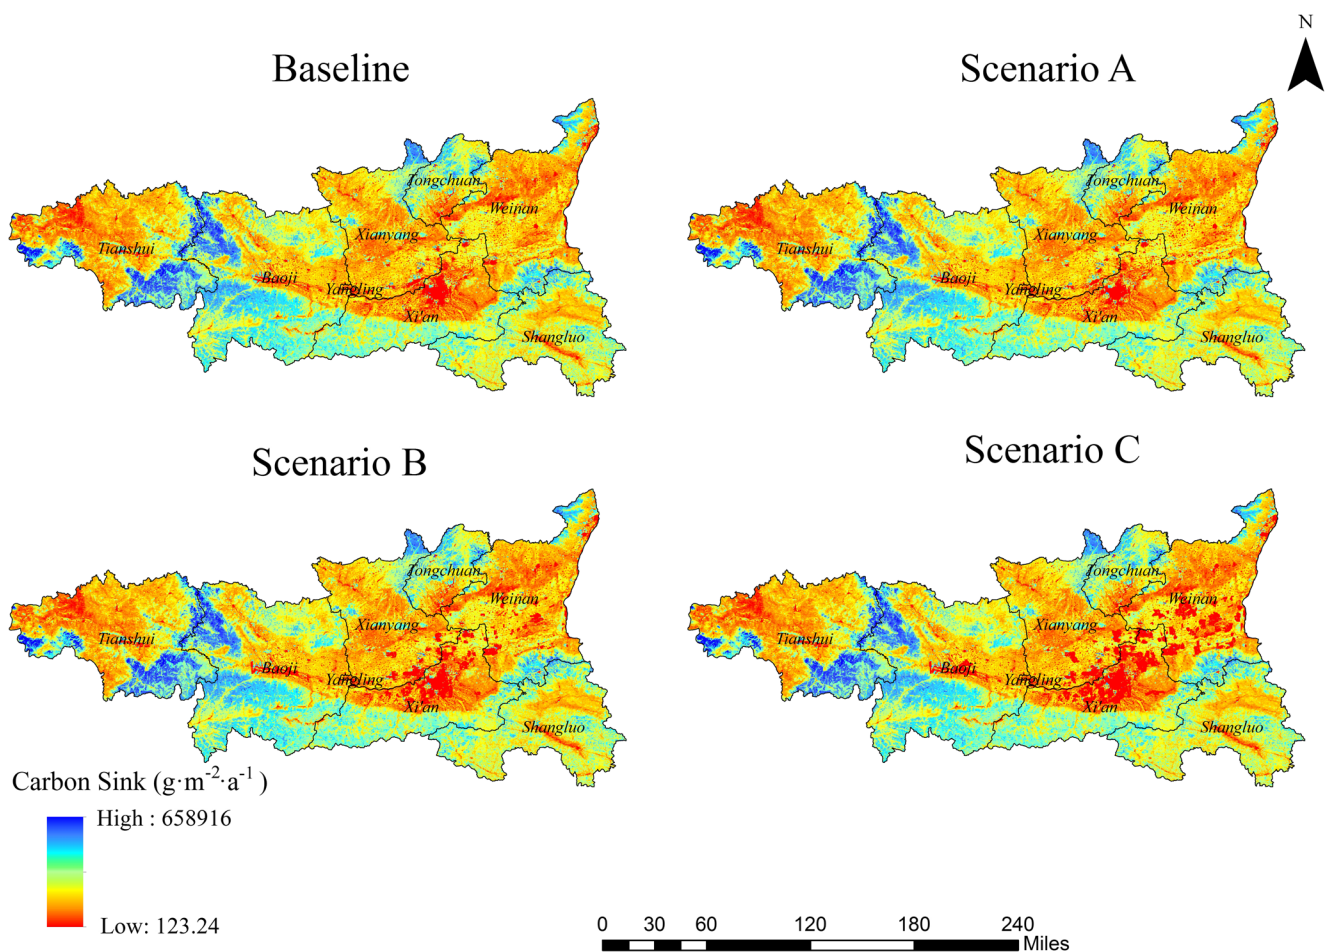 N
Baseline
Scenario A
Tongchuan
Weinan
Tianshui
Xianyang
Baoji
Yangling
Xi'an
Shangluo
Tongchuan
Weinan
Tianshui
Xianyang
Baoji
Yangling
Xi'an
Shangluo
Scenario B
Scenario C
Tongchuan
Weinan
Tianshui
Xianyang
Baoji
Yangling
Xi'an
Shangluo
Tongchuan
Weinan
Tianshui
Xianyang
Baoji
Yangling
Xi'an
Shangluo
Carbon Sink (g·m⁻²·a⁻¹ )
High : 658916
Low: 123.24
0 30 60 120 180 240
Miles